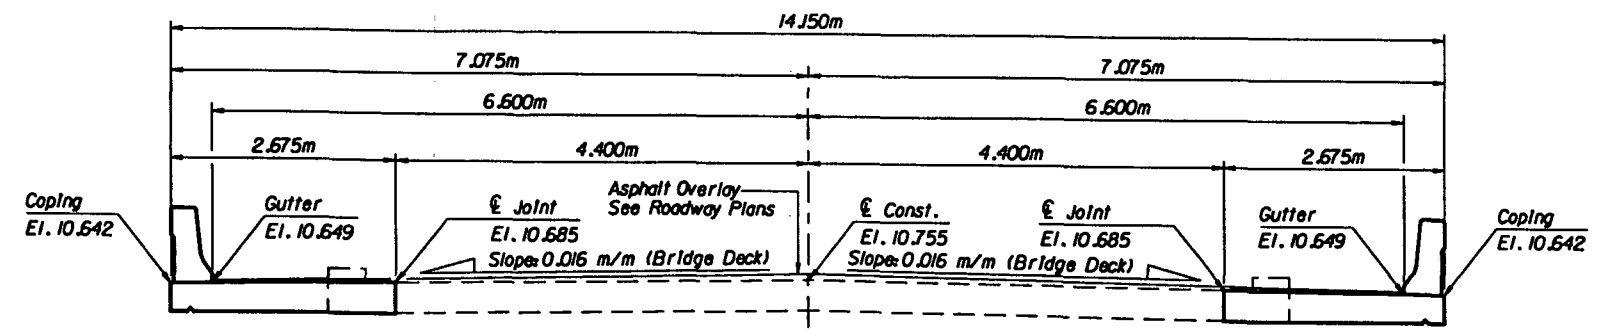 14.150m
7.075m
7.075m
6.600m
6.600m
2.675m
4.400m
4.400m
2.675m
Coping
El. 10.642
Gutter
El. 10.649
℄ Joint
El. 10.685
Slope: 0.016 m/m (Bridge Deck)
Asphalt Overlay
See Roadway Plans
℄ Const.
El. 10.755
℄ Joint
El. 10.685
Slope: 0.016 m/m (Bridge Deck)
Gutter
El. 10.649
Coping
El. 10.642